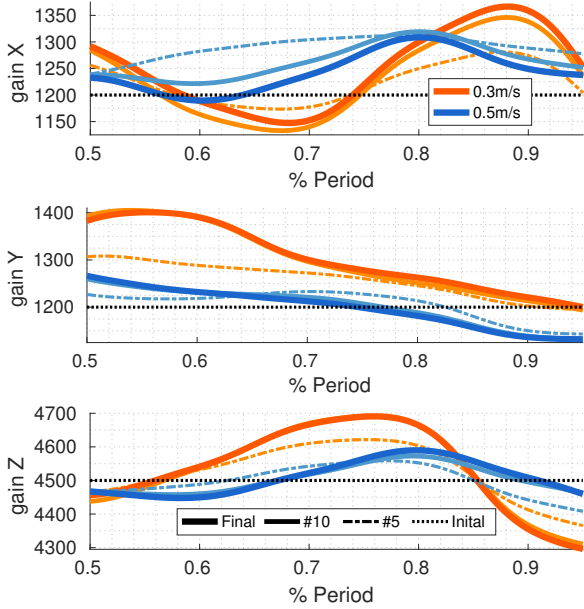 gain X
1350
1300
1250
1200
1150
0.3m/s
0.5m/s
0.5 0.6 0.7 0.8 0.9
% Period
gain Y
1400
1300
1200
0.5 0.6 0.7 0.8 0.9
% Period
gain Z
4700
4600
4500
4400
4300
Final #10 #5 Inital
0.5 0.6 0.7 0.8 0.9
% Period